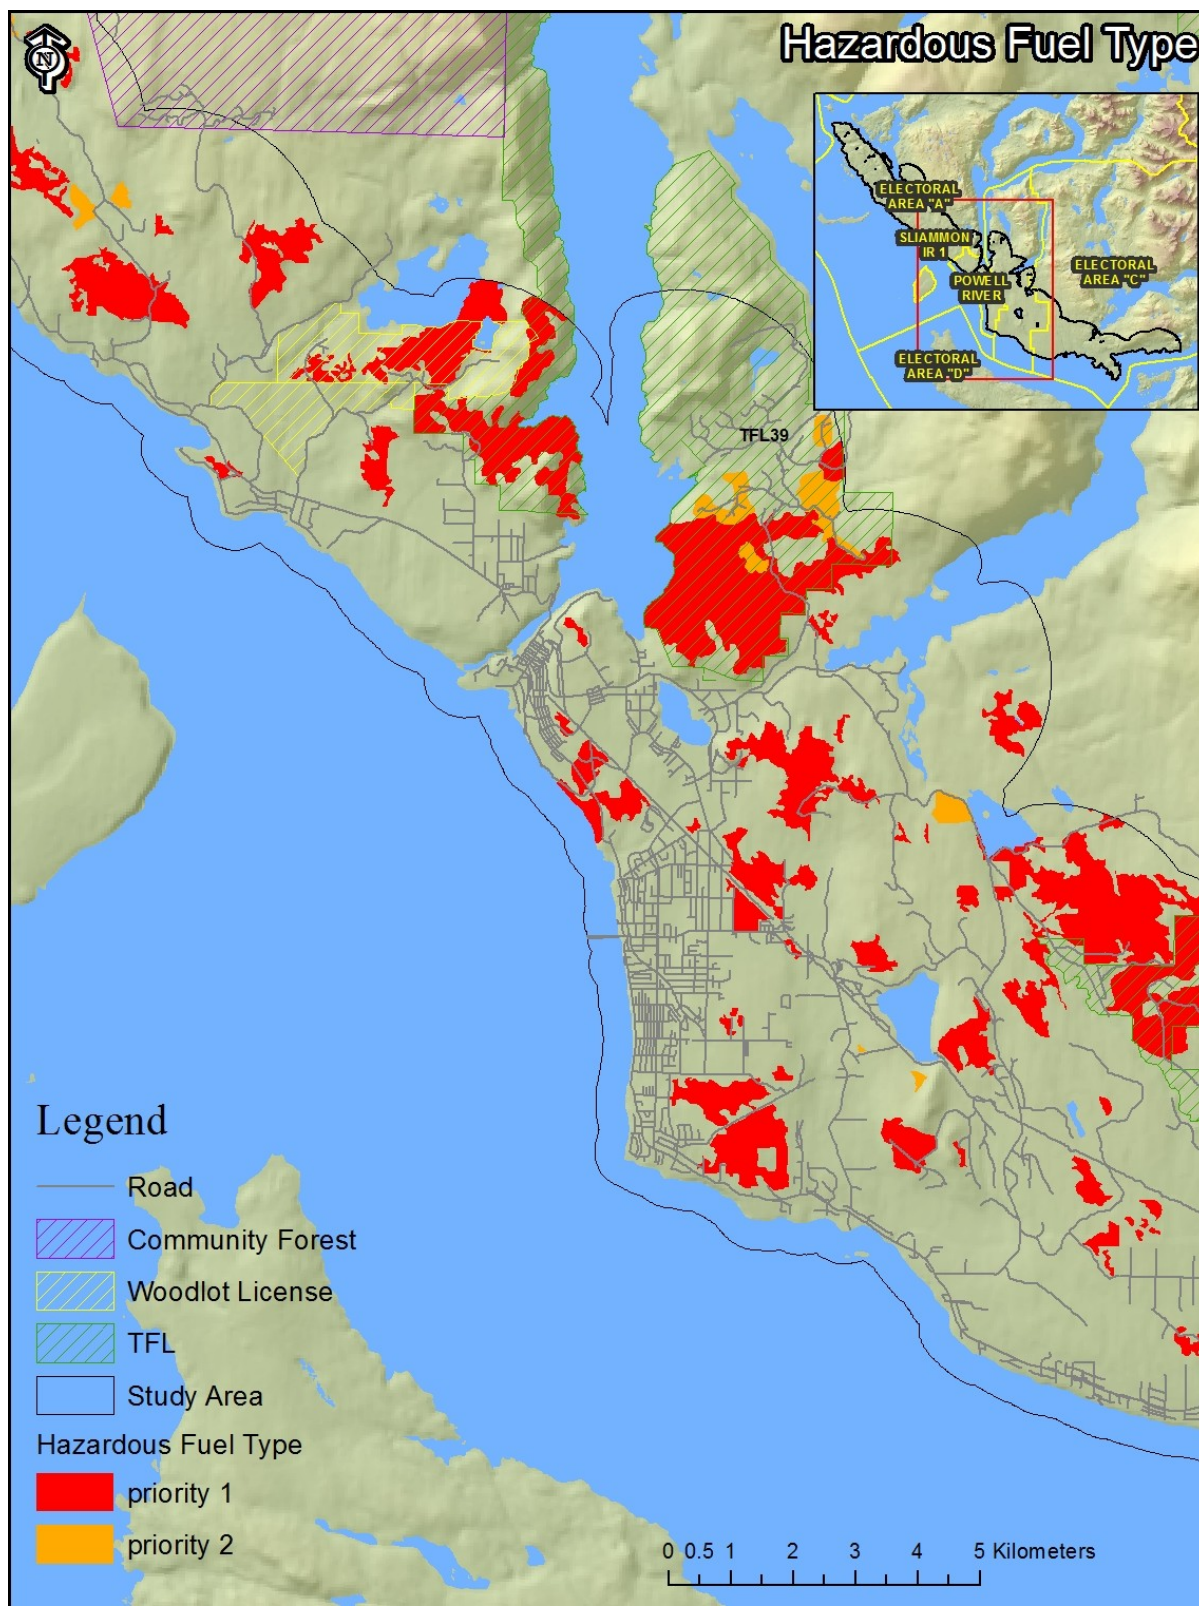 Hazardous Fuel Type
N
ELECTORAL
AREA "A"
SLIAMMON
IR 1
POWELL
RIVER
ELECTORAL
AREA "C"
ELECTORAL
AREA "D"
TFL39
Legend
Road
Community Forest
Woodlot License
TFL
Study Area
Hazardous Fuel Type
priority 1
priority 2
0 0.5 1 2 3 4 5 Kilometers